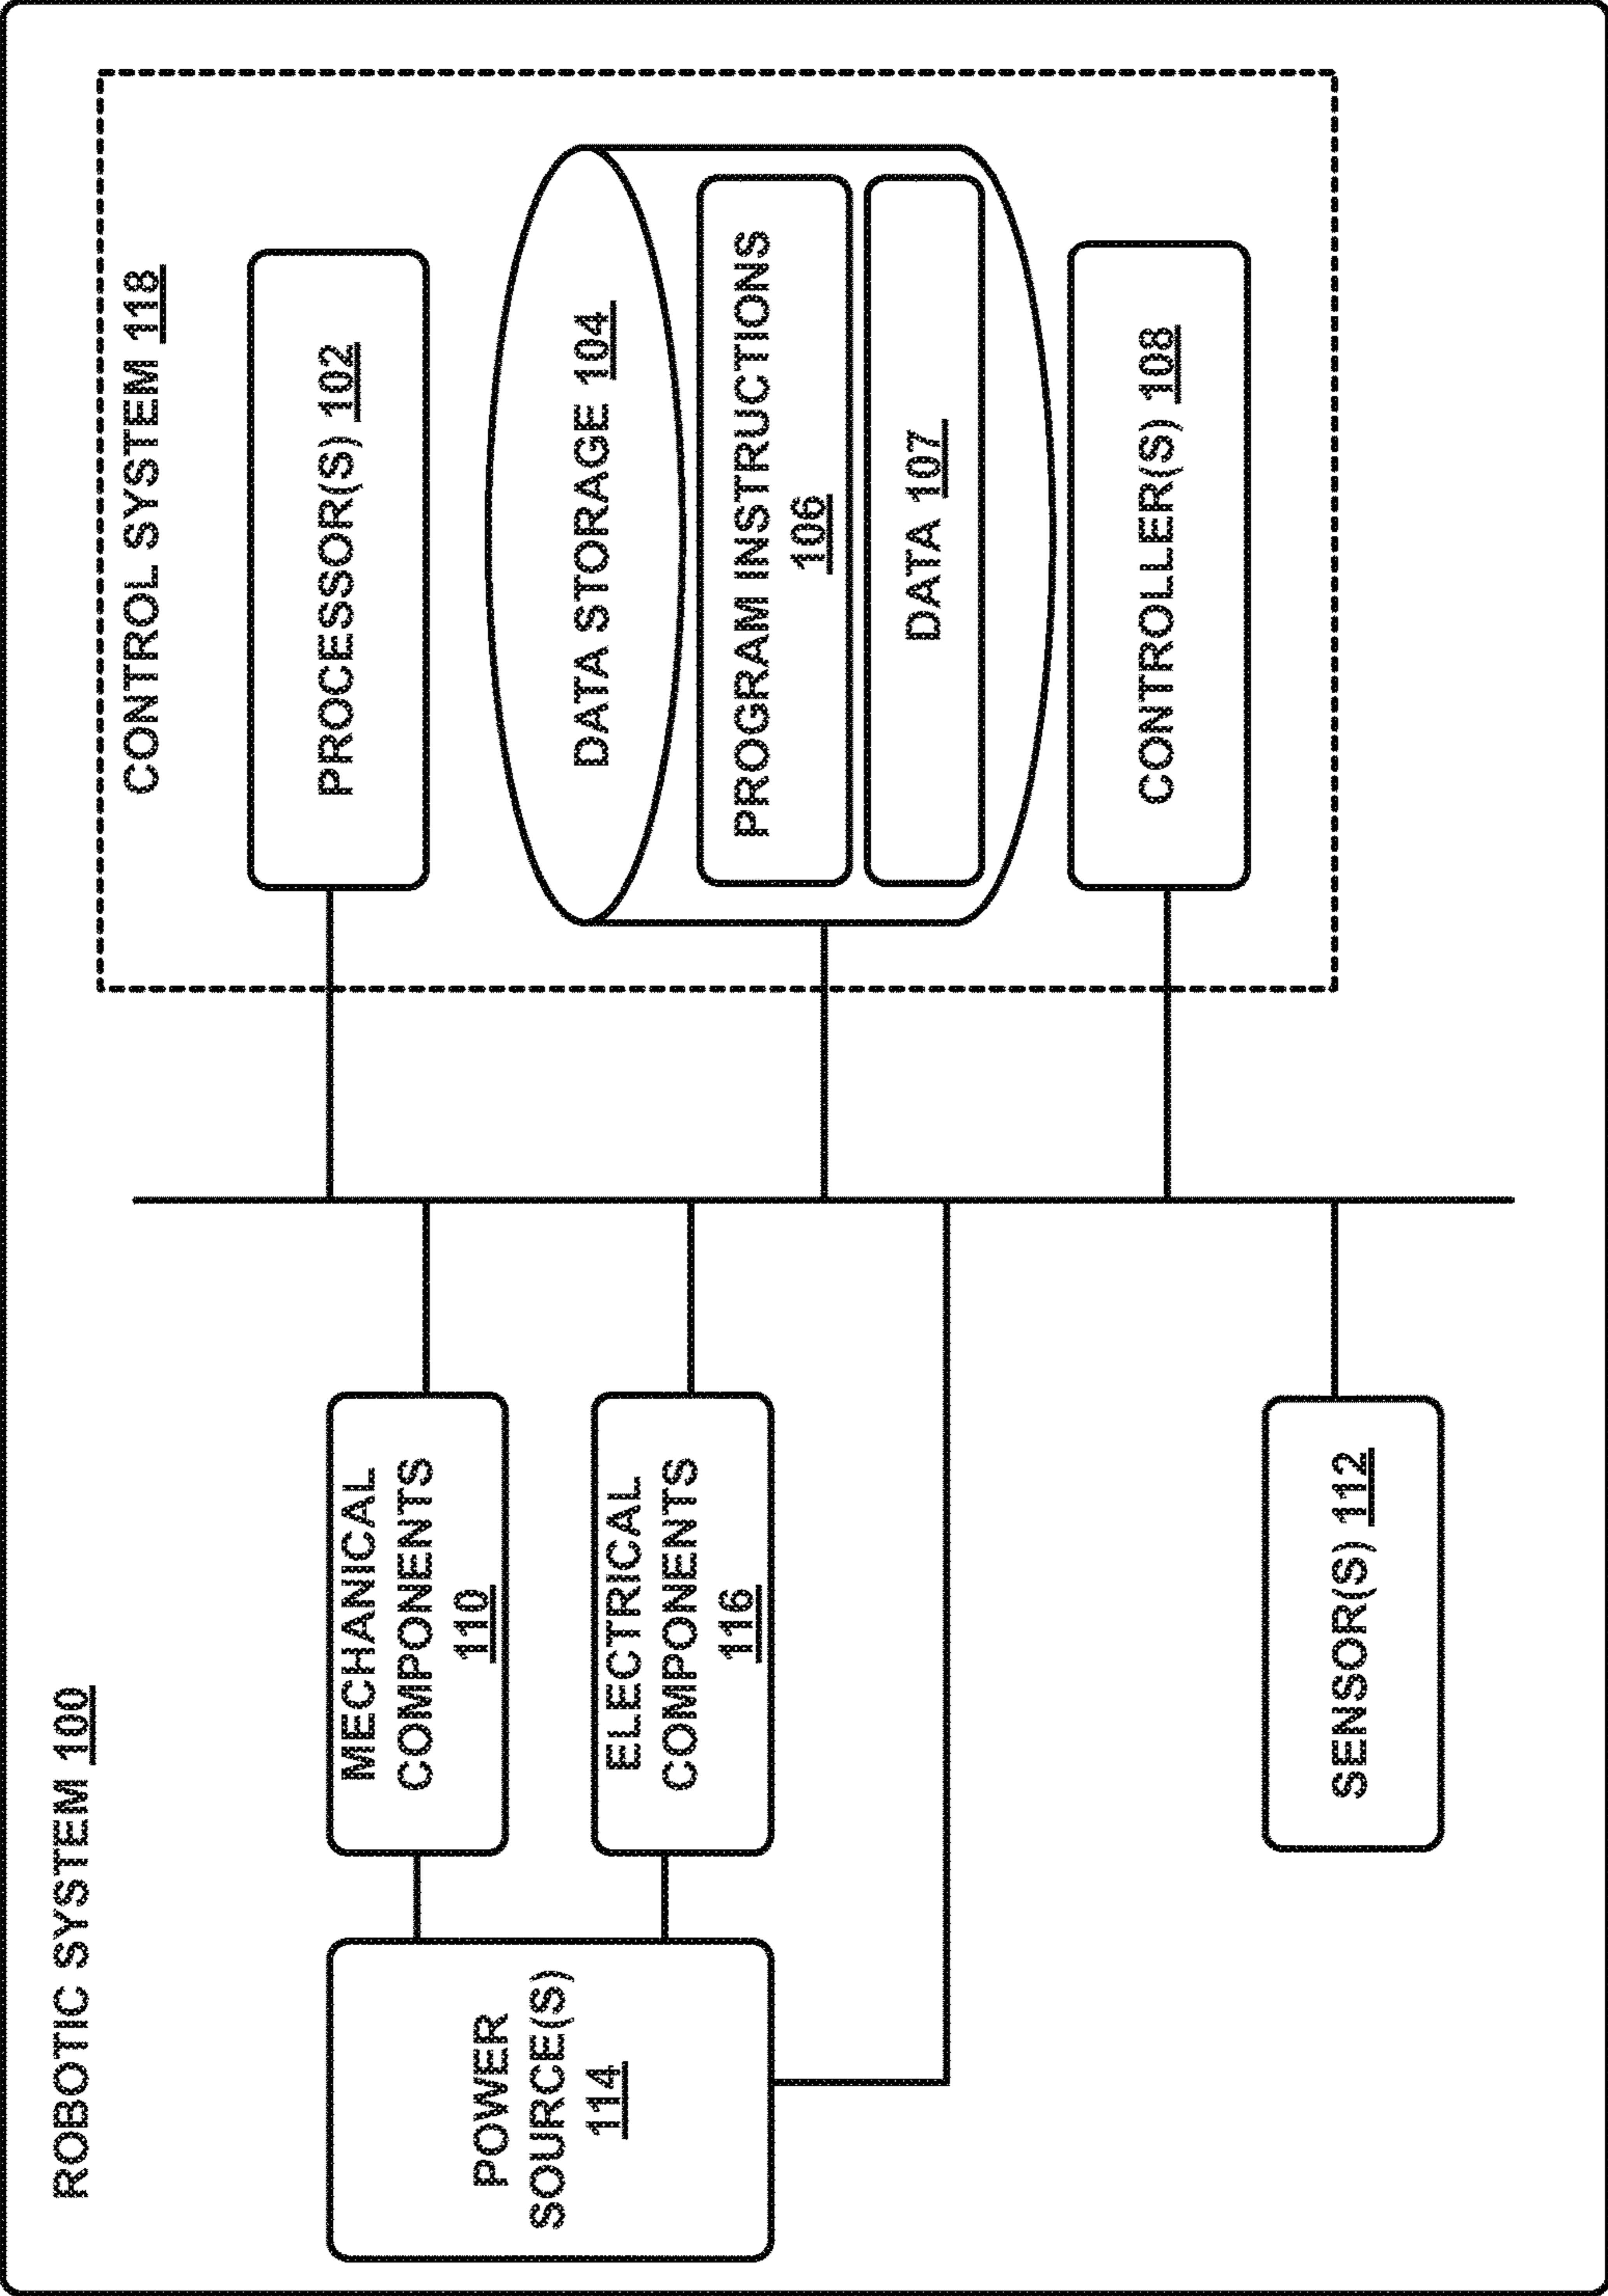 ROBOTIC SYSTEM 100
POWER
SOURCE(S)
114
MECHANICAL
COMPONENTS
110
ELECTRICAL
COMPONENTS
116
SENSOR(S) 112
CONTROL SYSTEM 118
PROCESSOR(S) 102
DATA STORAGE 104
PROGRAM INSTRUCTIONS
106
DATA 107
CONTROLLER(S) 108